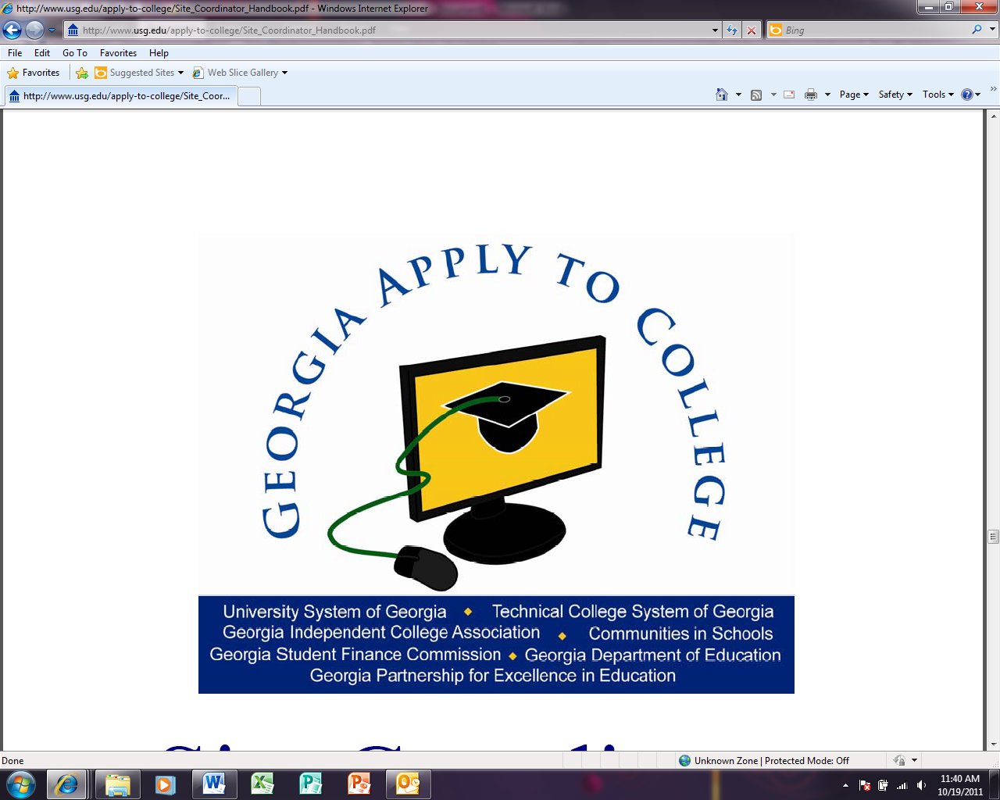 http://www.usg.edu/apply-to-college/Site_Coordinator_Handbook.pdf - Windows Internet Explorer
http://www.usg.edu/apply-to-college/Site_Coordinator_Handbook.pdf
Bing
File Edit Go To Favorites Help
Favorites Suggested Sites Web Slice Gallery
http://www.usg.edu/apply-to-college/Site_Coor... Page Safety Tools
GEORGIA APPLY TO COLLEGE
University System of Georgia ◆ Technical College System of Georgia
Georgia Independent College Association ◆ Communities in Schools
Georgia Student Finance Commission ◆ Georgia Department of Education
Georgia Partnership for Excellence in Education
Done Unknown Zone | Protected Mode: Off
11:40 AM
10/19/2011